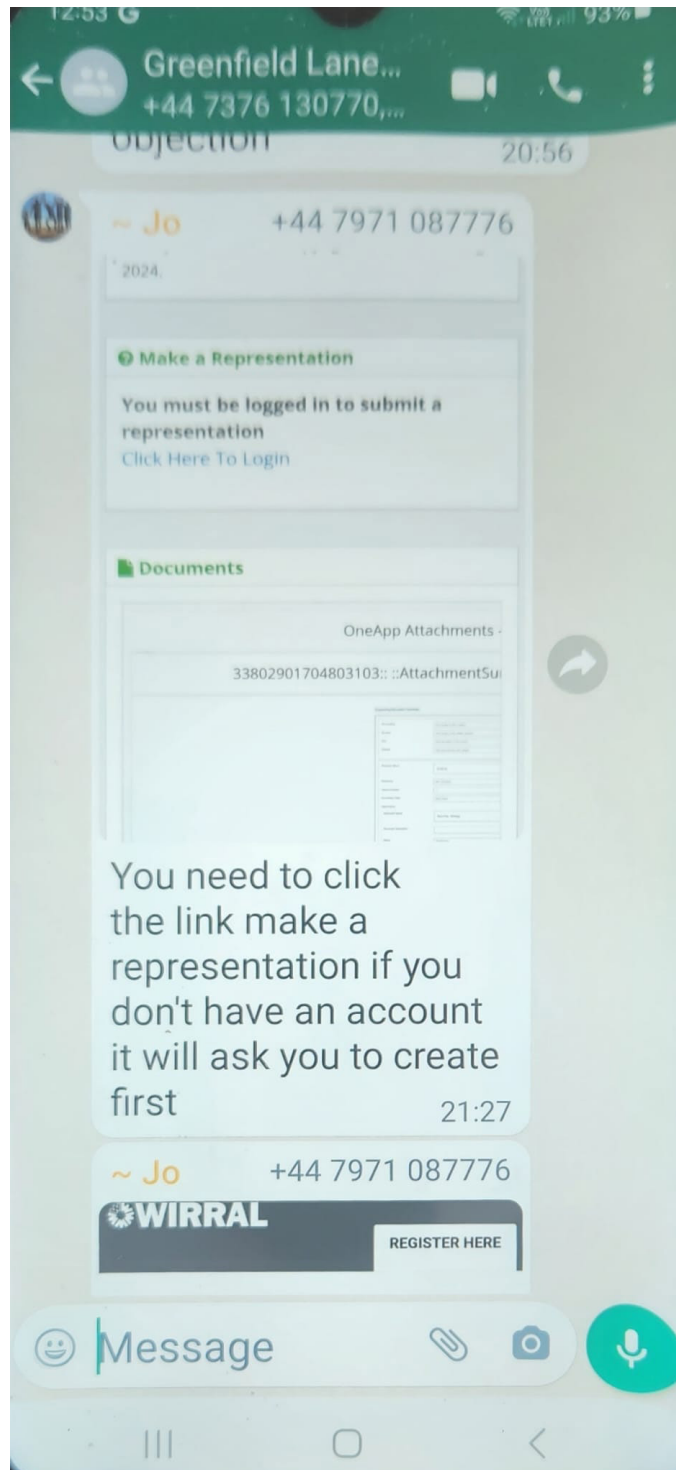 12:53 G
93%
Greenfield Lane...
+44 7376 130770,...
objection
20:56
~ Jo +44 7971 087776
2024.
Make a Representation
You must be logged in to submit a
representation
Click Here To Login
Documents
OneApp Attachments -
33802901704803103:: ::AttachmentSu
You need to click
the link make a
representation if you
don't have an account
it will ask you to create
first
21:27
~ Jo +44 7971 087776
WIRRAL
REGISTER HERE
Message